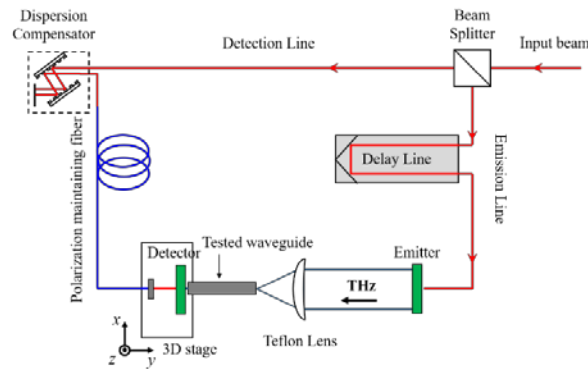 Dispersion
Compensator
Detection Line
Beam
Splitter
Input beam
Delay Line
Emission Line
Polarization maintaining fiber
Tested waveguide
Detector
Emitter
THz
Teflon Lens
3D stage
x
z
y